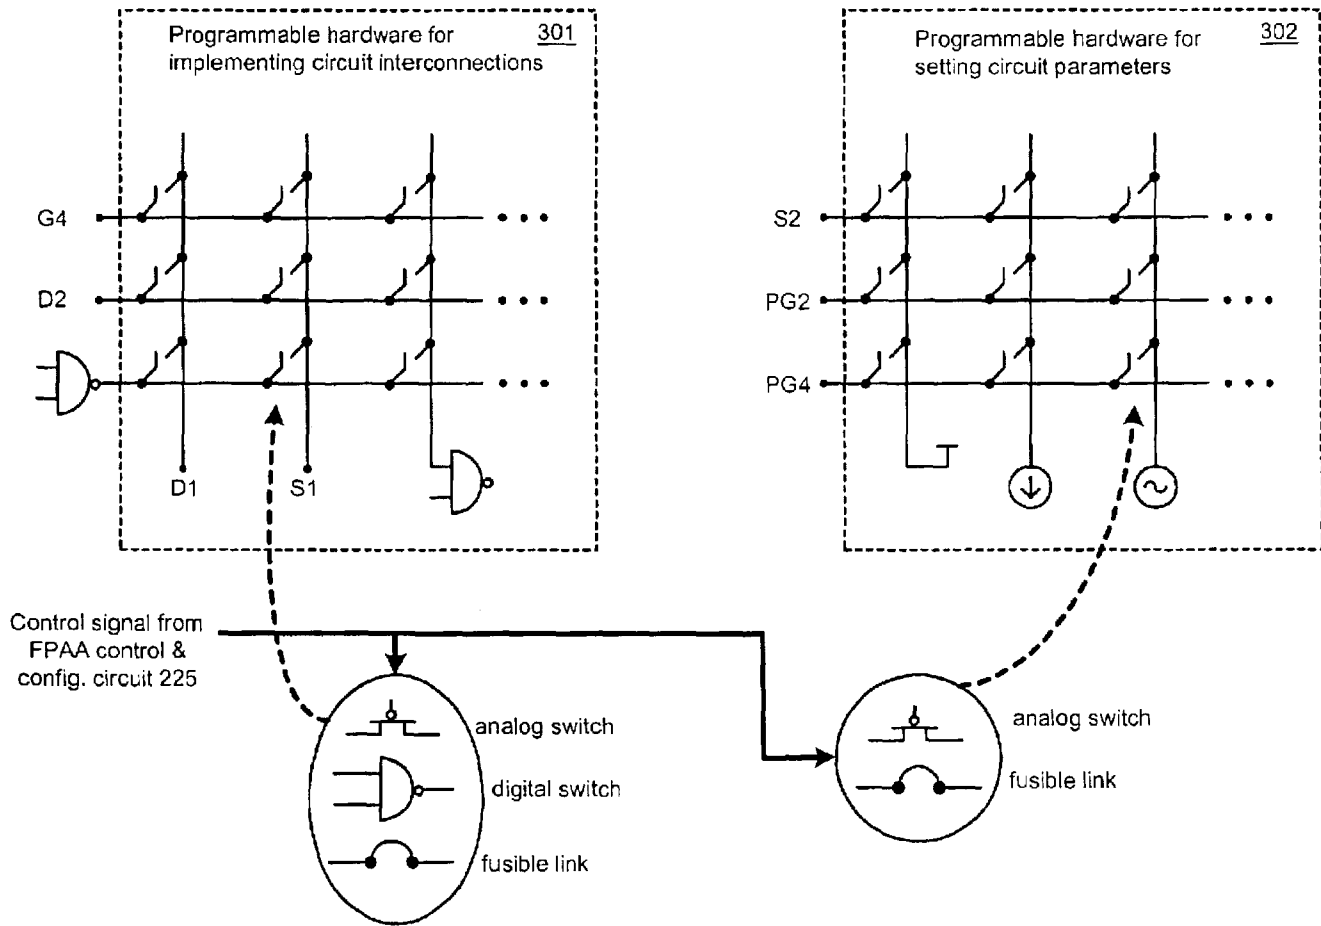 Programmable hardware for 301
implementing circuit interconnections
Programmable hardware for 302
setting circuit parameters
G4
D2
D1
S1
S2
PG2
PG4
Control signal from
FPAA control &
config. circuit 225
analog switch
digital switch
fusible link
analog switch
fusible link